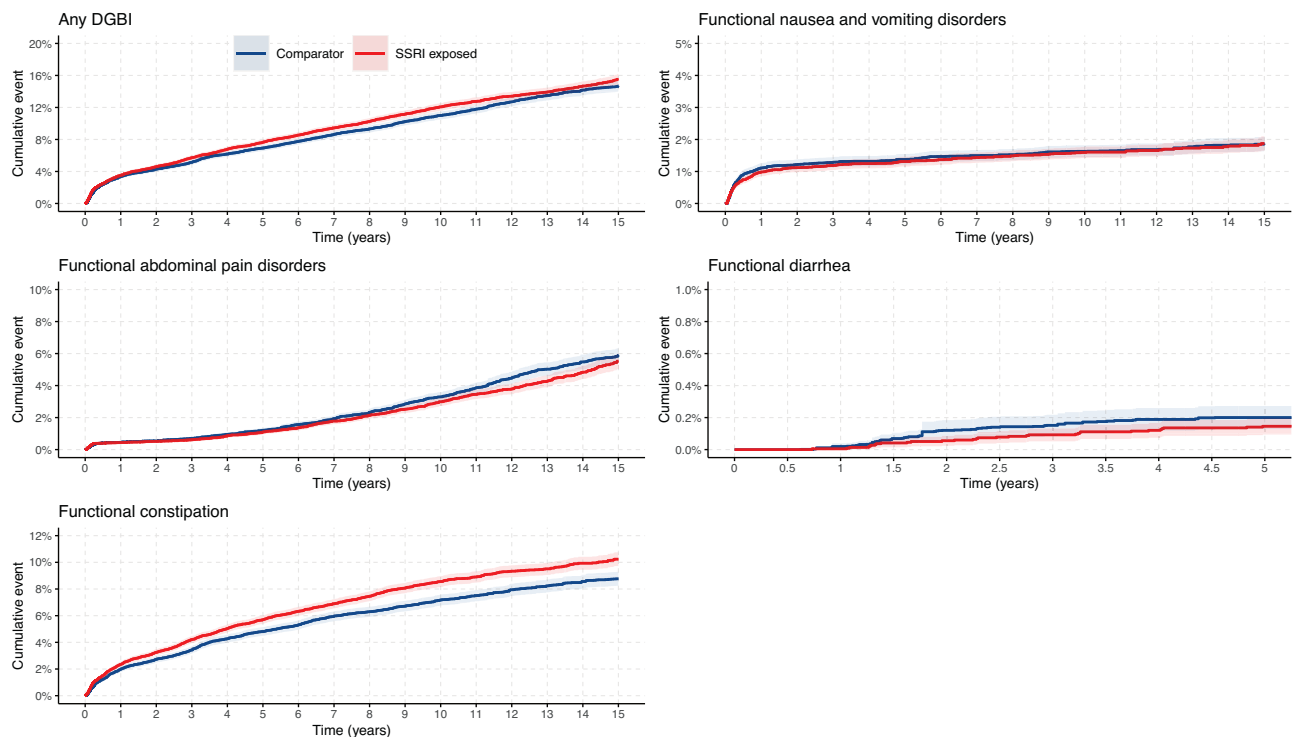 Any DGBI
20%
16%
12%
8%
4%
0%
Cumulative event
Comparator
SSRI exposed
0 1 2 3 4 5 6 7 8 9 10 11 12 13 14 15
Time (years)
Functional nausea and vomiting disorders
5%
4%
3%
2%
1%
0%
Cumulative event
0 1 2 3 4 5 6 7 8 9 10 11 12 13 14 15
Time (years)
Functional abdominal pain disorders
10%
8%
6%
4%
2%
0%
Cumulative event
0 1 2 3 4 5 6 7 8 9 10 11 12 13 14 15
Time (years)
Functional diarrhea
1.0%
0.8%
0.6%
0.4%
0.2%
0.0%
Cumulative event
0 0.5 1 1.5 2 2.5 3 3.5 4 4.5 5
Time (years)
Functional constipation
12%
10%
8%
6%
4%
2%
0%
Cumulative event
0 1 2 3 4 5 6 7 8 9 10 11 12 13 14 15
Time (years)